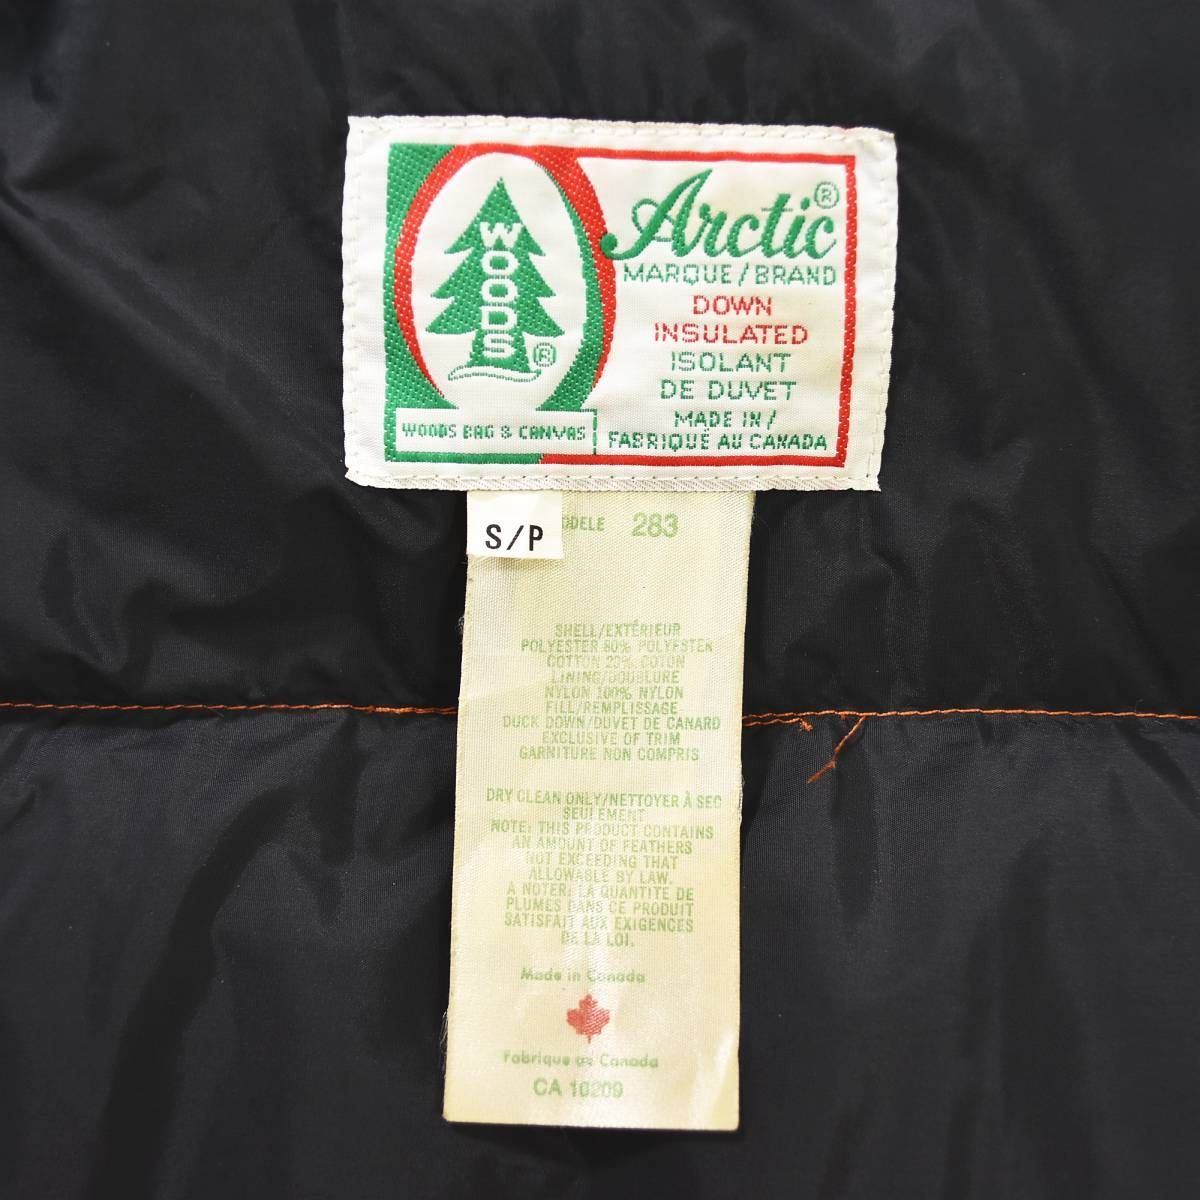 WOODS ®
WOODS BAG & CANVAS
Arctic ®
MARQUE/BRAND
DOWN
INSULATED
ISOLANT
DE DUVET
MADE IN/
FABRIQUÉ AU CANADA
S/P
ODELE 283
SHELL/EXTÉRIEUR
POLYESTER 80% POLYESTER
COTTON 20% COTON
LINING/DOUBLURE
NYLON 100% NYLON
FILL/REMPLISSAGE
DUCK DOWN/DUVET DE CANARD
EXCLUSIVE OF TRIM
GARNITURE NON COMPRIS
DRY CLEAN ONLY/NETTOYER À SEC
SEULEMENT
NOTE: THIS PRODUCT CONTAINS
AN AMOUNT OF FEATHERS
NOT EXCEEDING THAT
ALLOWABLE BY LAW.
A NOTER: LA QUANTITE DE
PLUMES DANS CE PRODUIT
SATISFAIT AUX EXIGENCES
DE LA LOI.
Made in Canada
Fabrique au Canada
CA 10209